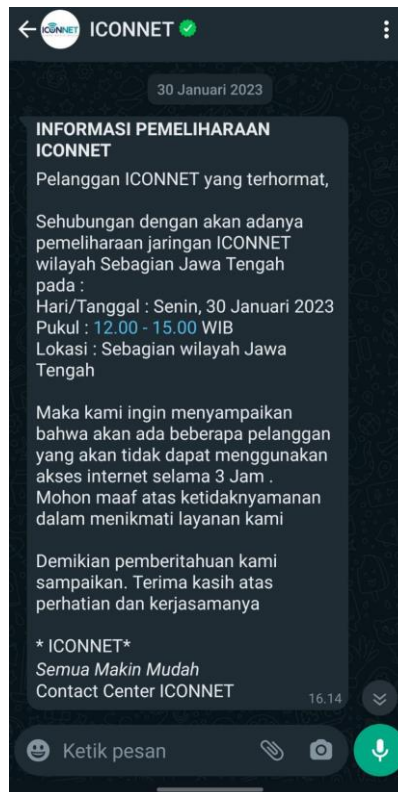 ICONNET
ICONNET
30 Januari 2023
INFORMASI PEMELIHARAAN
ICONNET
Pelanggan ICONNET yang terhormat,
Sehubungan dengan akan adanya
pemeliharaan jaringan ICONNET
wilayah Sebagian Jawa Tengah
pada :
Hari/Tanggal : Senin, 30 Januari 2023
Pukul : 12.00 - 15.00 WIB
Lokasi : Sebagian wilayah Jawa
Tengah
Maka kami ingin menyampaikan
bahwa akan ada beberapa pelanggan
yang akan tidak dapat menggunakan
akses internet selama 3 Jam .
Mohon maaf atas ketidaknyamanan
dalam menikmati layanan kami
Demikian pemberitahuan kami
sampaikan. Terima kasih atas
perhatian dan kerjasamanya
* ICONNET*
Semua Makin Mudah
Contact Center ICONNET
16.14
Ketik pesan